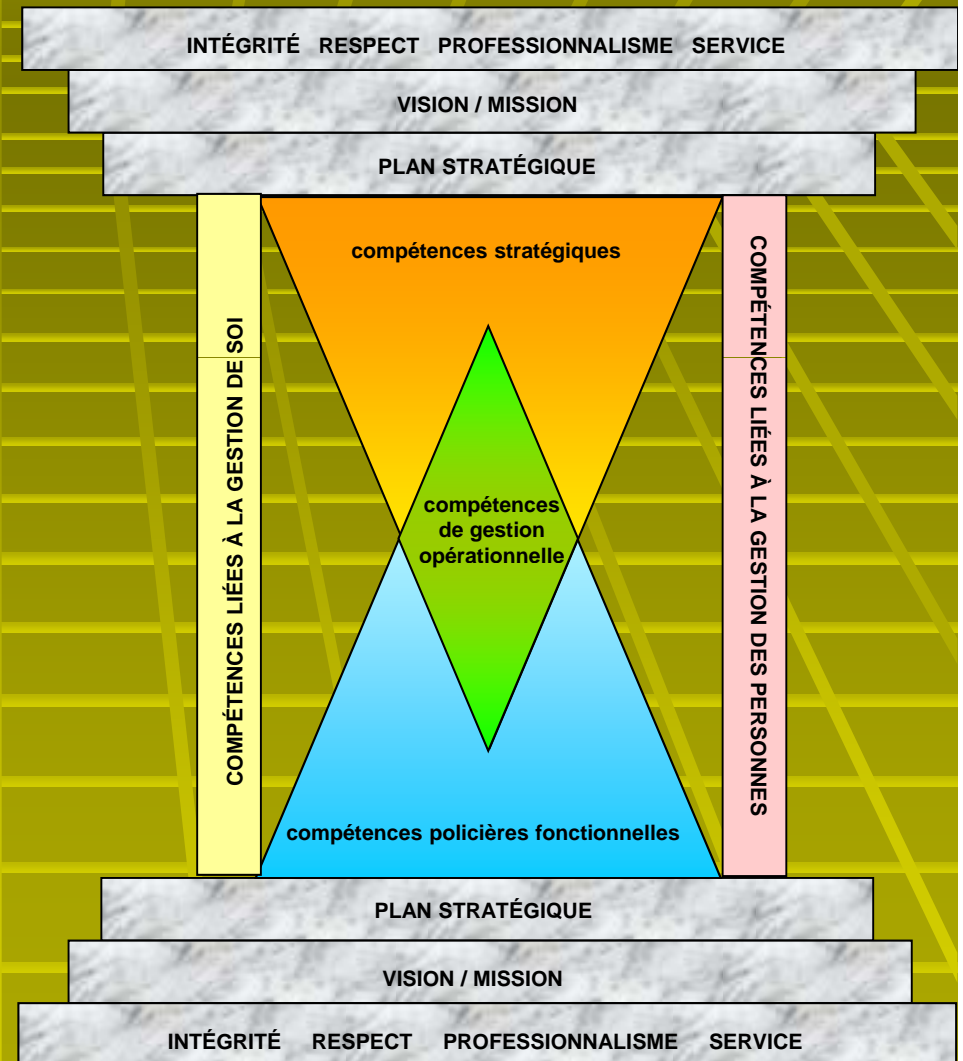 INTÉGRITÉ RESPECT PROFESSIONNALISME SERVICE
VISION / MISSION
PLAN STRATÉGIQUE
COMPÉTENCES LIÉES À LA GESTION DE SOI
compétences stratégiques
compétences
de gestion
opérationnelle
compétences policières fonctionnelles
COMPÉTENCES LIÉES À LA GESTION DES PERSONNES
PLAN STRATÉGIQUE
VISION / MISSION
INTÉGRITÉ RESPECT PROFESSIONNALISME SERVICE